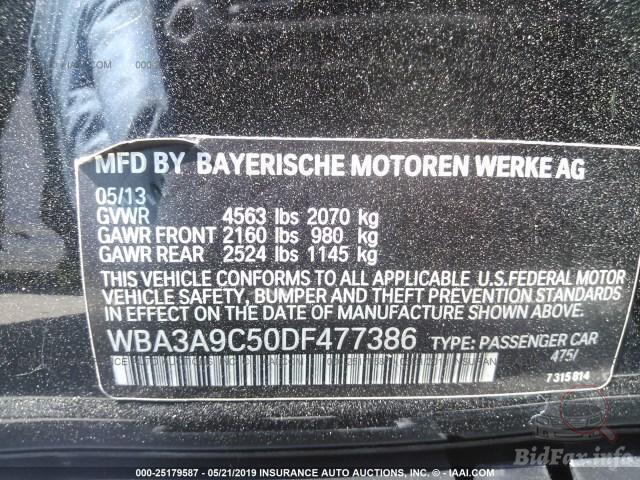 MFD BY BAYERISCHE MOTOREN WERKE AG
05/13
GVWR 4563 lbs 2070 kg
GAWR FRONT 2160 lbs 980 kg
GAWR REAR 2524 lbs 1145 kg
THIS VEHICLE CONFORMS TO ALL APPLICABLE U.S.FEDERAL MOTOR
VEHICLE SAFETY, BUMPER AND THEFT PREVENTION STANDARDS
IN EFFECT ON THE DATE OF MANUFACTURE SHOWN ABOVE.
WBA3A9C50DF477386 TYPE: PASSENGER CAR
475/
7315814
BidFax.info
000-25179587 - 05/21/2019 - INSURANCE AUTO AUCTIONS, INC. - IAAI.COM